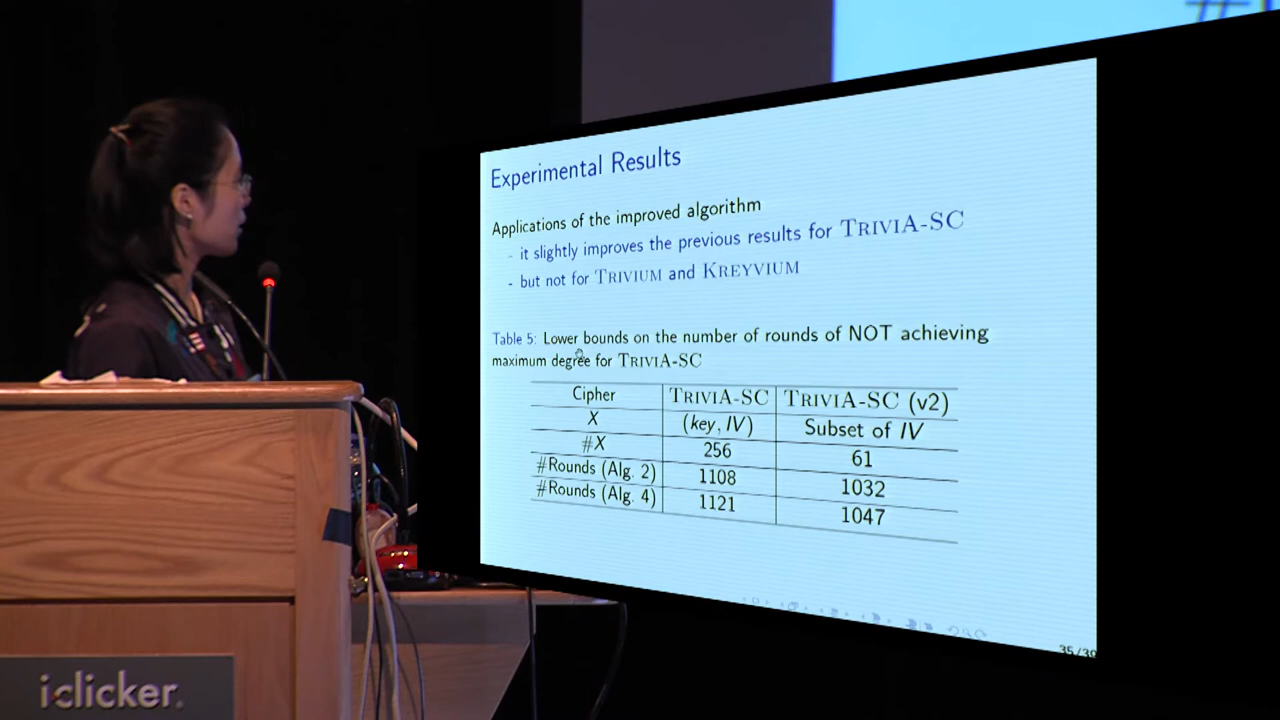 Experimental Results
Applications of the improved algorithm
- it slightly improves the previous results for TRIVIA-SC
- but not for TRIVIUM and KREYVIUM
Table 5: Lower bounds on the number of rounds of NOT achieving
maximum degree for TRIVIA-SC
Cipher TRIVIA-SC TRIVIA-SC (v2)
X (key, IV) Subset of IV
#X 256 61
#Rounds (Alg. 2) 1108 1032
#Rounds (Alg. 4) 1121 1047
35/39
iclicker.